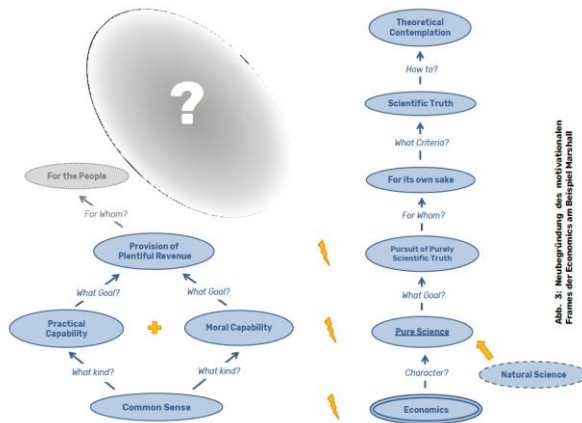 ?
For the People
For Whom?
Provision of
Plentiful Revenue
What Goal?
What Goal?
Practical
Capability
Moral Capability
What kind?
What kind?
Common Sense
Theoretical
Contemplation
How to?
Scientific Truth
What Criteria?
For its own sake
For Whom?
Pursuit of Purely
Scientific Truth
What Goal?
Pure Science
Character?
Natural Science
Economics
Abb. 3: Neubegründung des motivationalen
Frames der Economics am Beispiel Marshall